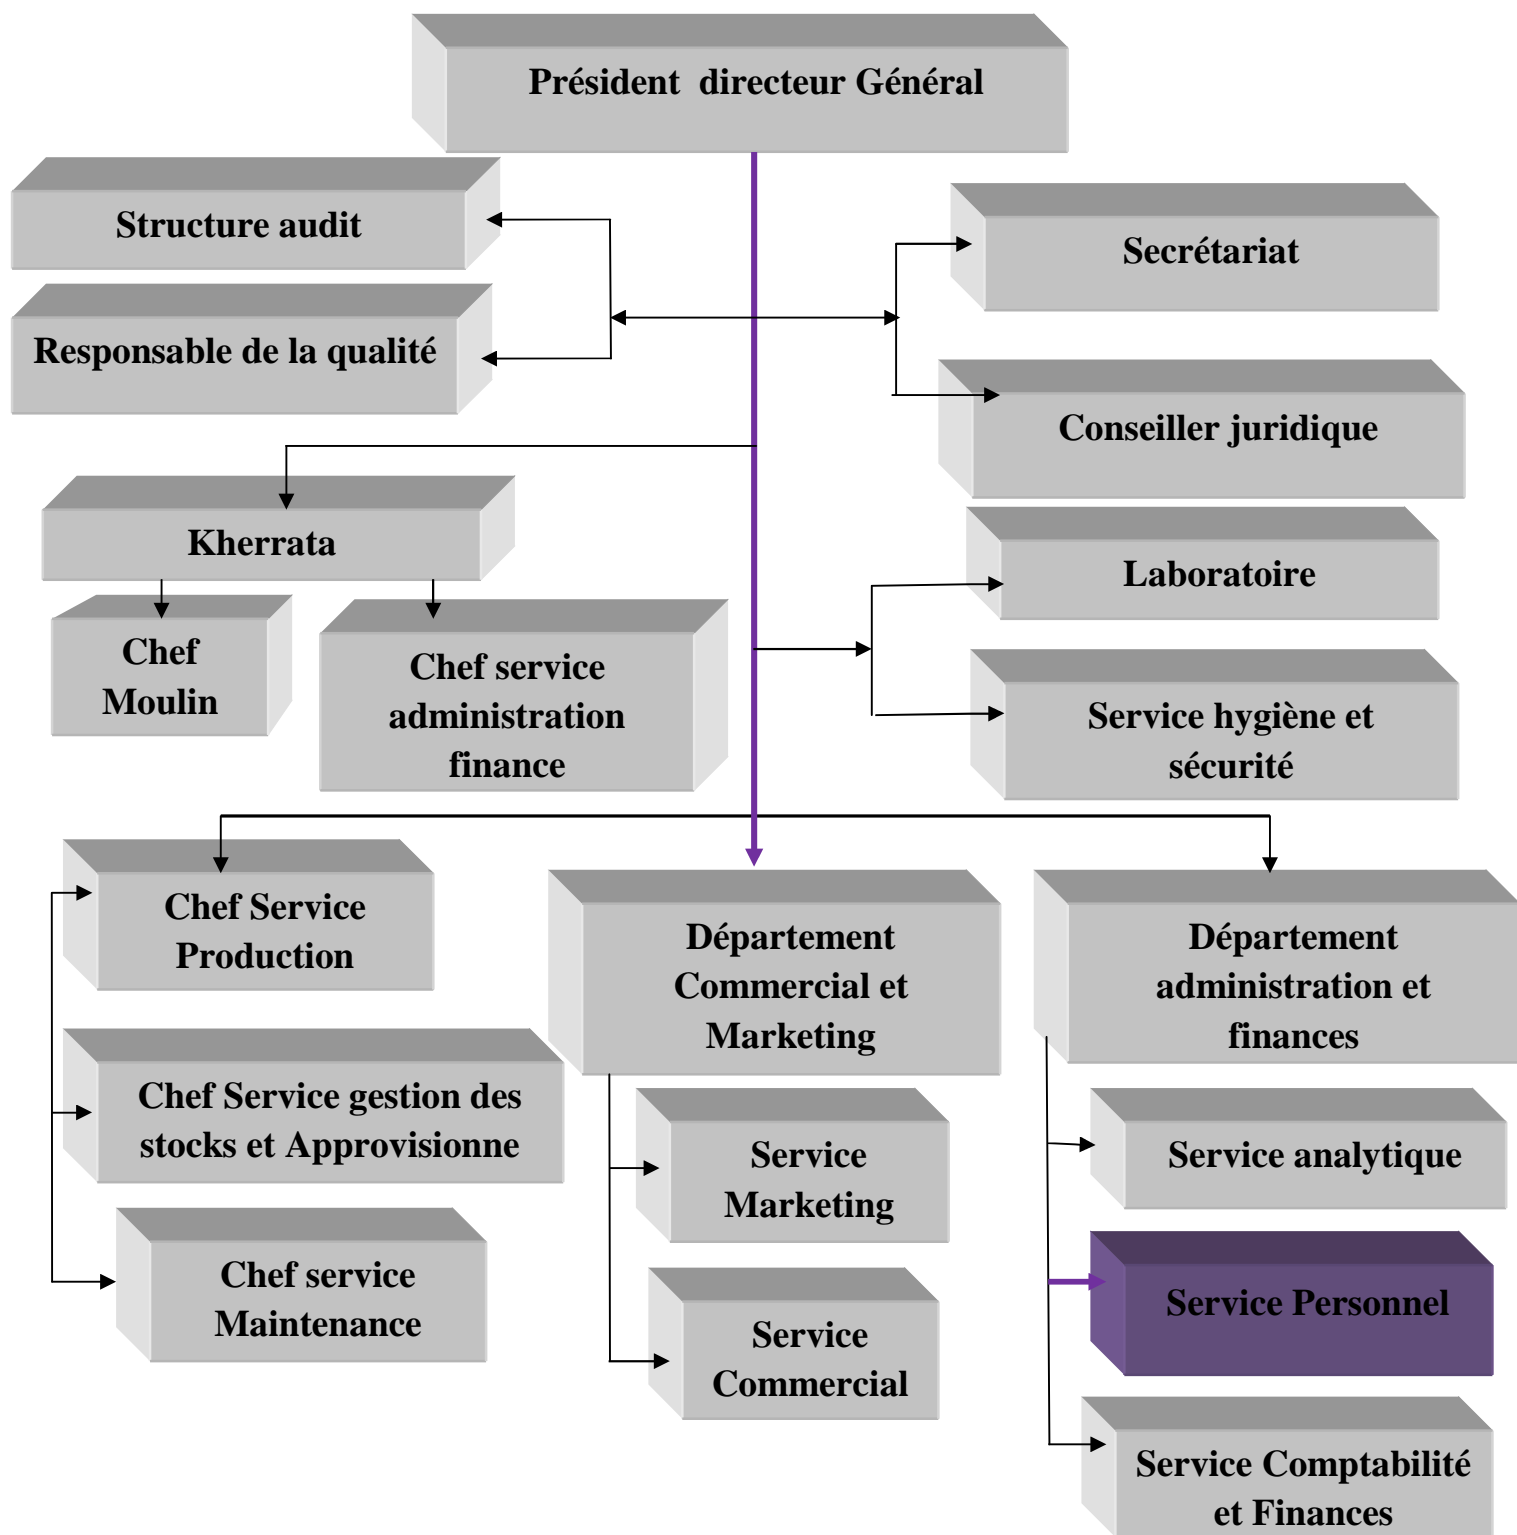 Président directeur Général
Structure audit
Secrétariat
Responsable de la qualité
Conseiller juridique
Kherrata
Laboratoire
Chef
Moulin
Chef service
administration
finance
Service hygiène et
sécurité
Chef Service
Production
Département
Commercial et
Marketing
Département
administration et
finances
Chef Service gestion des
stocks et Approvisionne
Service
Marketing
Service analytique
Chef service
Maintenance
Service
Commercial
Service Personnel
Service Comptabilité
et Finances